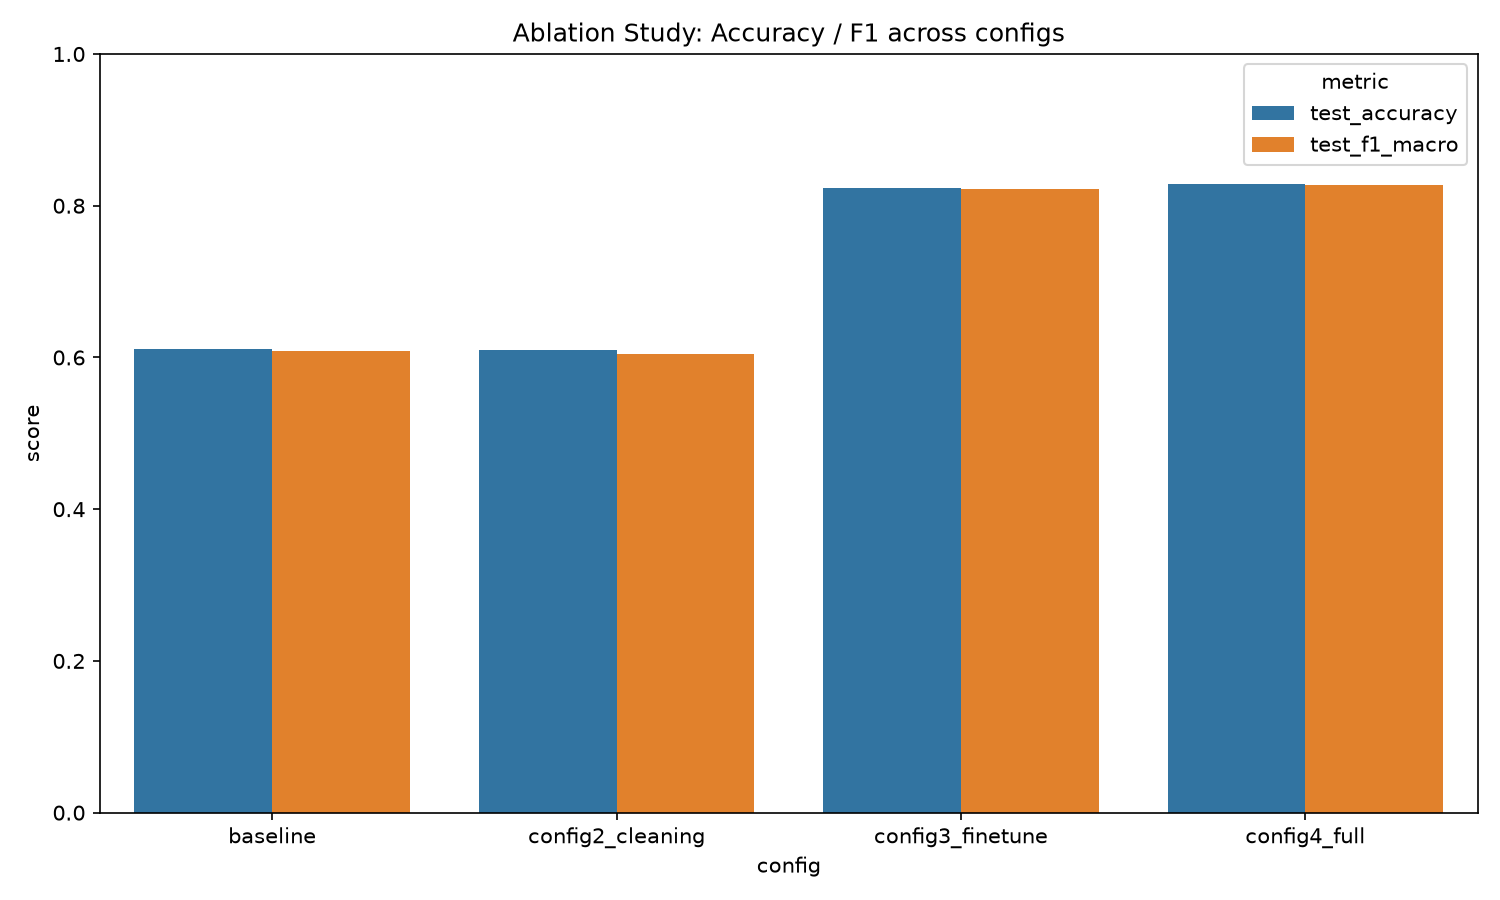 Ablation Study: Accuracy / F1 across configs
metric
test_accuracy
test_f1_macro
score
1.0
0.8
0.6
0.4
0.2
0.0
baseline config2_cleaning config3_finetune config4_full
config